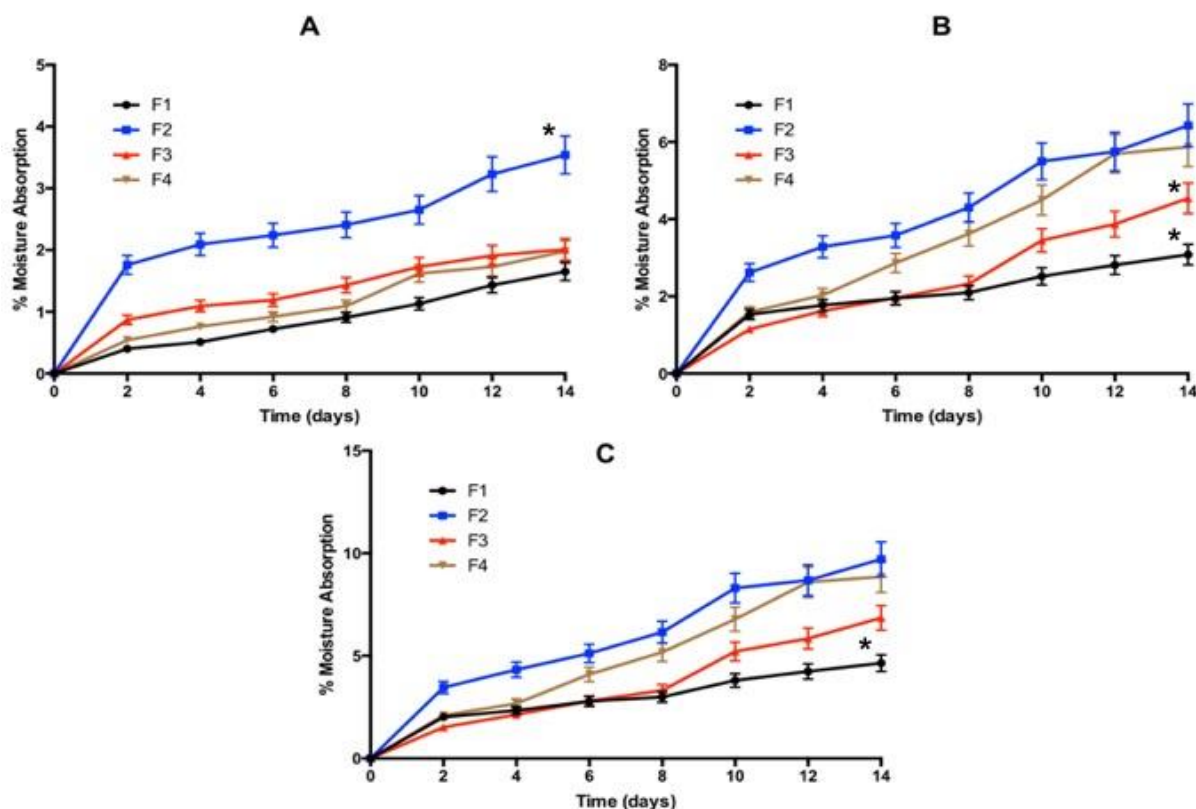 A
5
4
3
2
1
0
% Moisture Absorption
F1
F2
F3
F4
*
0 2 4 6 8 10 12 14
Time (days)
B
8
6
4
2
0
% Moisture Absorption
F1
F2
F3
F4
*
*
0 2 4 6 8 10 12 14
Time (days)
C
15
10
5
0
% Moisture Absorption
F1
F2
F3
F4
*
0 2 4 6 8 10 12 14
Time (days)